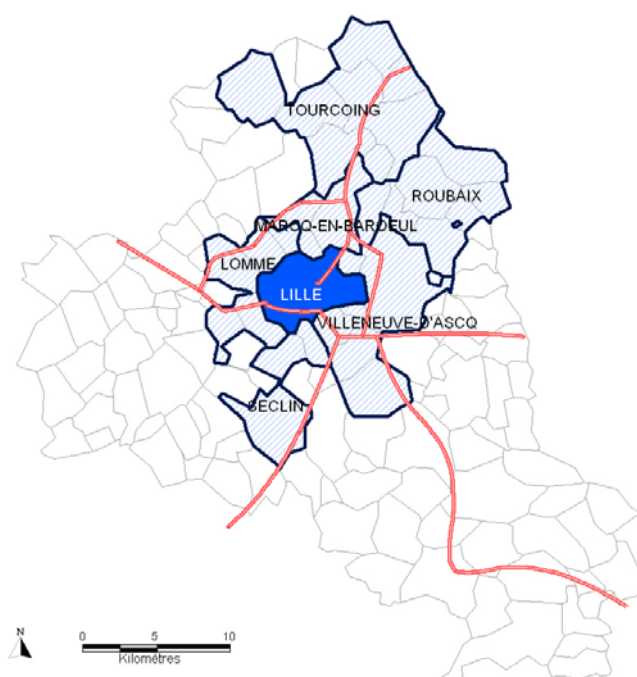 TOURCOING
ROUBAIX
MARCQ-EN-BAROEUL
LOMME
LILLE
VILLENEUVE-D'ASCQ
SECLIN
N
0 5 10
Kilomètres